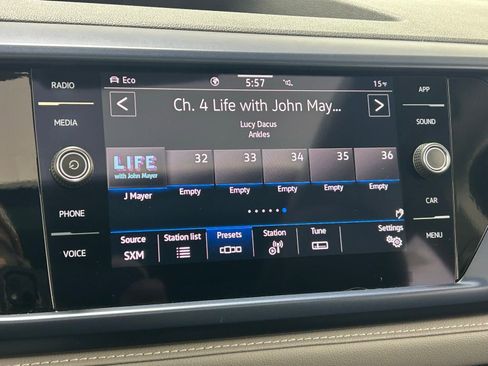 RADIO
MEDIA
PHONE
VOICE
Eco
5:57
15°F
Ch. 4 Life with John May...
Lucy Dacus
Ankles
LIFE
with John Mayer
J Mayer
32
Empty
33
Empty
34
Empty
35
Empty
36
Empty
Source
SXM
Station list
Presets
Station
Tune
Settings
APP
SOUND
CAR
MENU